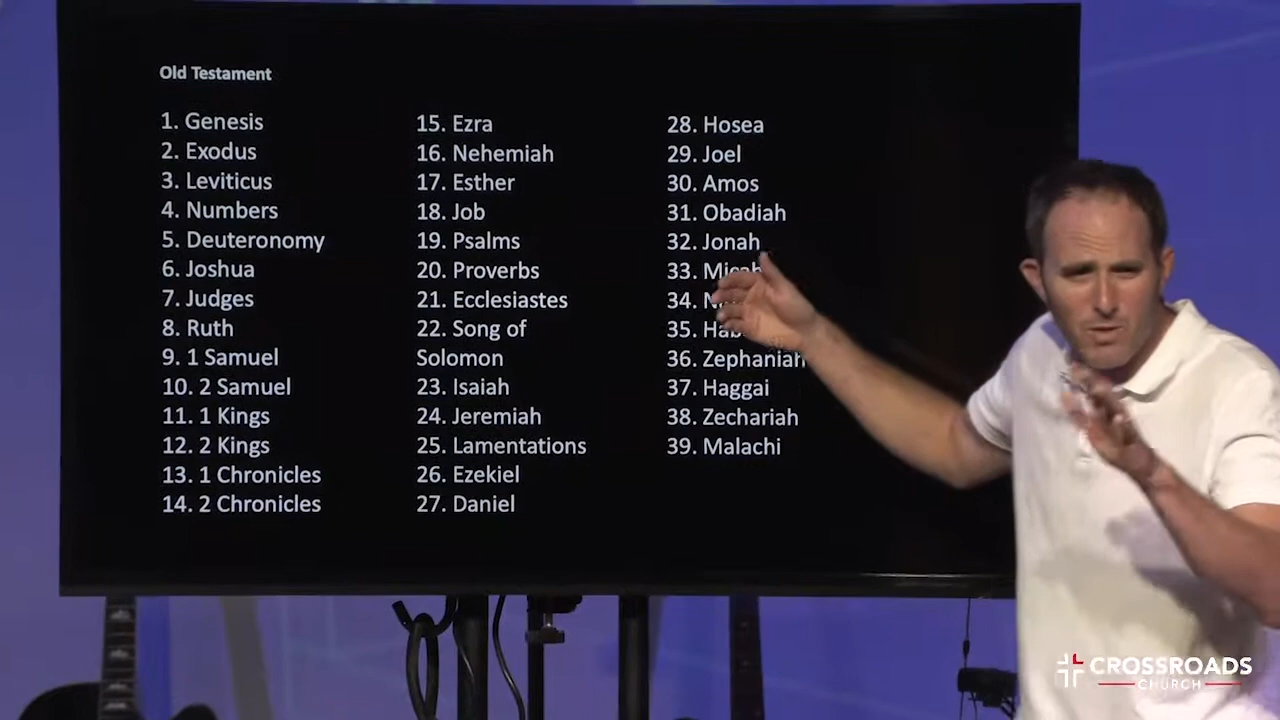 Old Testament
1. Genesis
2. Exodus
3. Leviticus
4. Numbers
5. Deuteronomy
6. Joshua
7. Judges
8. Ruth
9. 1 Samuel
10. 2 Samuel
11. 1 Kings
12. 2 Kings
13. 1 Chronicles
14. 2 Chronicles
15. Ezra
16. Nehemiah
17. Esther
18. Job
19. Psalms
20. Proverbs
21. Ecclesiastes
22. Song of
Solomon
23. Isaiah
24. Jeremiah
25. Lamentations
26. Ezekiel
27. Daniel
28. Hosea
29. Joel
30. Amos
31. Obadiah
32. Jonah
33. Micah
34.
35.
36. Zephaniah
37. Haggai
38. Zechariah
39. Malachi
CROSSROADS
CHURCH